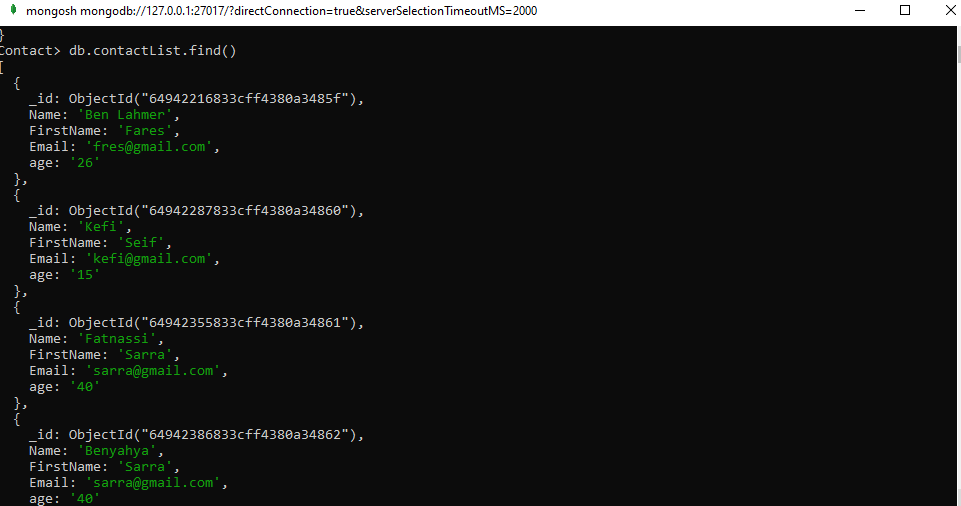 mongosh mongodb://127.0.0.1:27017/?directConnection=true&serverSelectionTimeoutMS=2000
}
Contact> db.contactList.find()
[
  {
    _id: ObjectId("64942216833cff4380a3485f"),
    Name: 'Ben Lahmer',
    FirstName: 'Fares',
    Email: 'fres@gmail.com',
    age: '26'
  },
  {
    _id: ObjectId("64942287833cff4380a34860"),
    Name: 'Kefi',
    FirstName: 'Seif',
    Email: 'kefi@gmail.com',
    age: '15'
  },
  {
    _id: ObjectId("64942355833cff4380a34861"),
    Name: 'Fatnassi',
    FirstName: 'Sarra',
    Email: 'sarra@gmail.com',
    age: '40'
  },
  {
    _id: ObjectId("64942386833cff4380a34862"),
    Name: 'Benyahya',
    FirstName: 'Sarra',
    Email: 'sarra@gmail.com',
    age: '40'